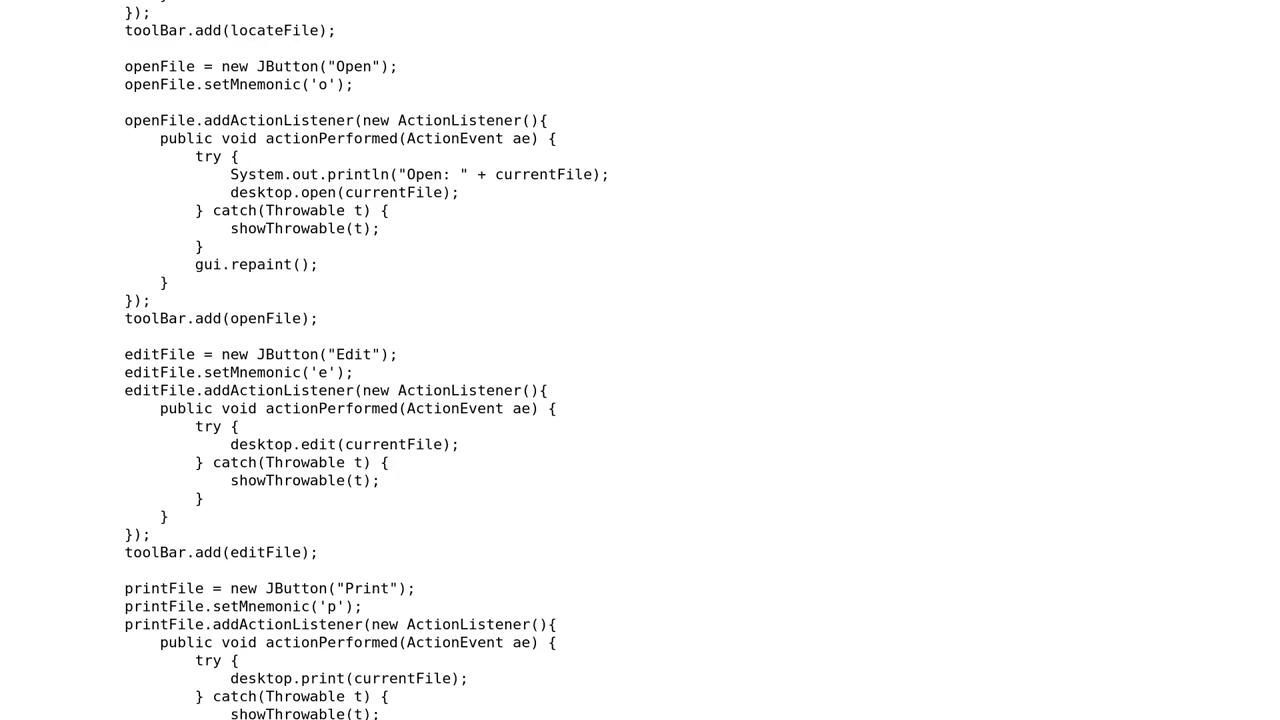 });
toolBar.add(locateFile);

openFile = new JButton("Open");
openFile.setMnemonic('o');

openFile.addActionListener(new ActionListener(){
    public void actionPerformed(ActionEvent ae) {
        try {
            System.out.println("Open: " + currentFile);
            desktop.open(currentFile);
        } catch(Throwable t) {
            showThrowable(t);
        }
        gui.repaint();
    }
});
toolBar.add(openFile);

editFile = new JButton("Edit");
editFile.setMnemonic('e');
editFile.addActionListener(new ActionListener(){
    public void actionPerformed(ActionEvent ae) {
        try {
            desktop.edit(currentFile);
        } catch(Throwable t) {
            showThrowable(t);
        }
    }
});
toolBar.add(editFile);

printFile = new JButton("Print");
printFile.setMnemonic('p');
printFile.addActionListener(new ActionListener(){
    public void actionPerformed(ActionEvent ae) {
        try {
            desktop.print(currentFile);
        } catch(Throwable t) {
            showThrowable(t);